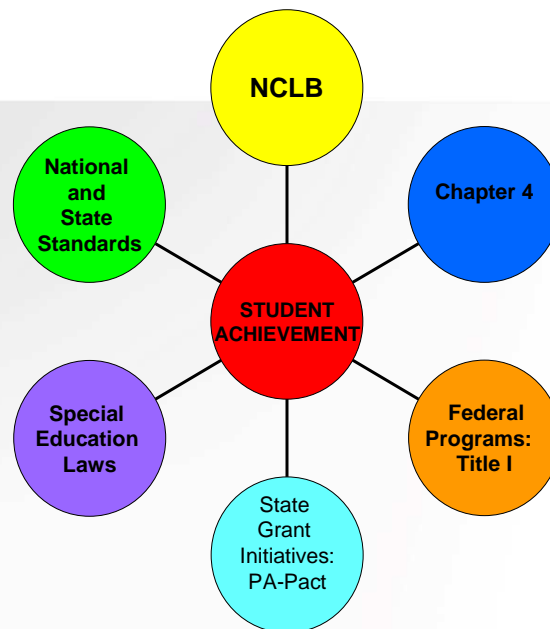 NCLB
National
and
State
Standards
Chapter 4
STUDENT
ACHIEVEMENT
Special
Education
Laws
Federal
Programs:
Title I
State
Grant
Initiatives:
PA-Pact